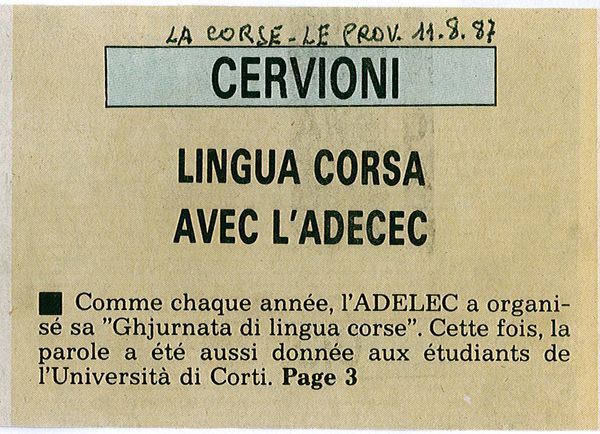 LA CORSE - LE PROV. 11.8.87
CERVIONI
LINGUA CORSA
AVEC L'ADECEC
■ Comme chaque année, l'ADELEC a organi-
sé sa "Ghjurnata di lingua corse". Cette fois, la
parole a été aussi donnée aux étudiants de
l'Università di Corti. Page 3